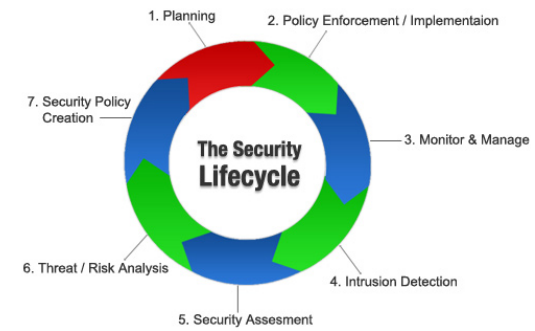 1. Planning
2. Policy Enforcement / Implementaion
3. Monitor & Manage
4. Intrusion Detection
5. Security Assesment
6. Threat / Risk Analysis
7. Security Policy
Creation
The Security
Lifecycle